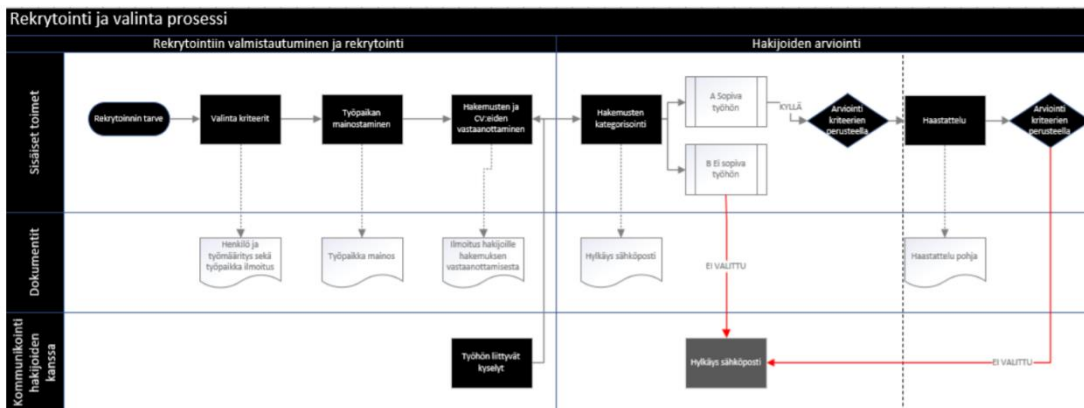 Rekrytointi ja valinta prosessi
Rekrytointiin valmistautuminen ja rekrytointi
Hakijoiden arviointi
Sisäiset toimet
Rekrytoinnin tarve
Valinta kriteerit
Työpaikan
mainostaminen
Hakemusten ja
CV:eiden
vastaanottaminen
Hakemusten
kategorisointi
A Sopiva
työhön
B Ei sopiva
työhön
KYLLÄ
Arviointi
kriteerien
perusteella
Haastattelu
Arviointi
kriteerien
perusteella
Dokumentit
Henkilö ja
työmääritys sekä
työpaikka ilmoitus
Työpaikka mainos
Ilmoitus hakijoille
hakemuksen
vastaanottamisesta
Hylkäys sähköposti
EI VALITTU
Haastattelu pohja
Kommunikointi
hakijoiden
kanssa
Työhön liittyvät
kyselyt
Hylkäys sähköposti
EI VALITTU